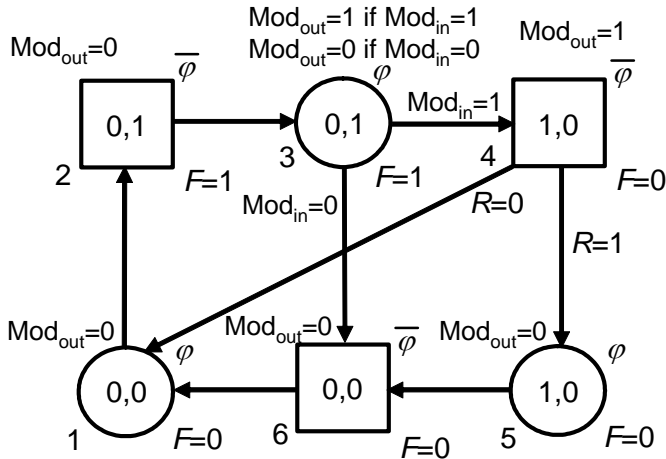 Mod_out=1 if Mod_in=1
Mod_out=0 if Mod_in=0
Mod_out=0
φ̅
φ
Mod_out=1
φ̅
0,1
2
F=1
0,1
3
F=1
Mod_in=1
1,0
4
F=0
Mod_in=0
R=0
R=1
Mod_out=0
φ
0,0
1
F=0
Mod_out=0
φ̅
0,0
6
F=0
Mod_out=0
φ
1,0
5
F=0